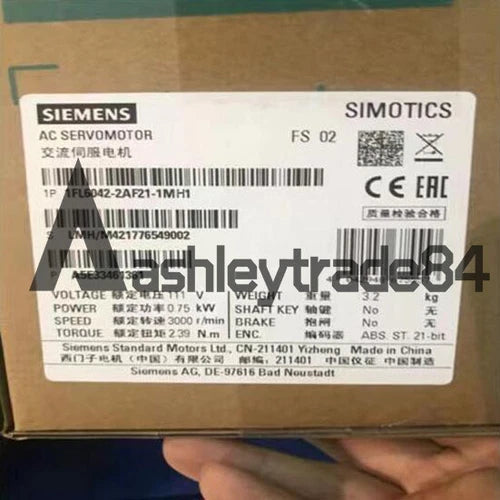 SIEMENS
SIMOTICS
AC SERVOMOTOR
FS 02
交流伺服电机
1P 1FL6042-2AF21-1MH1
CE EAC
质量检验合格
S LMH/M421776549002
ashleytrade84
VOLTAGE 额定电压 111 V
WEIGHT 重量 3.2 kg
POWER 额定功率 0.75 kW
SHAFT KEY 轴键 No 无
SPEED 额定转速 3000 r/min
BRAKE 抱闸 No 无
TORQUE 额定扭矩 2.39 N.m
ENC. 编码器 ABS. ST. 21-bit
Siemens Standard Motors Ltd., CN-211401 Yizheng Made in China
西门子电机（中国）有限公司 邮编: 211401 中国仪征 中国制造
Siemens AG, DE-97616 Bad Neustadt